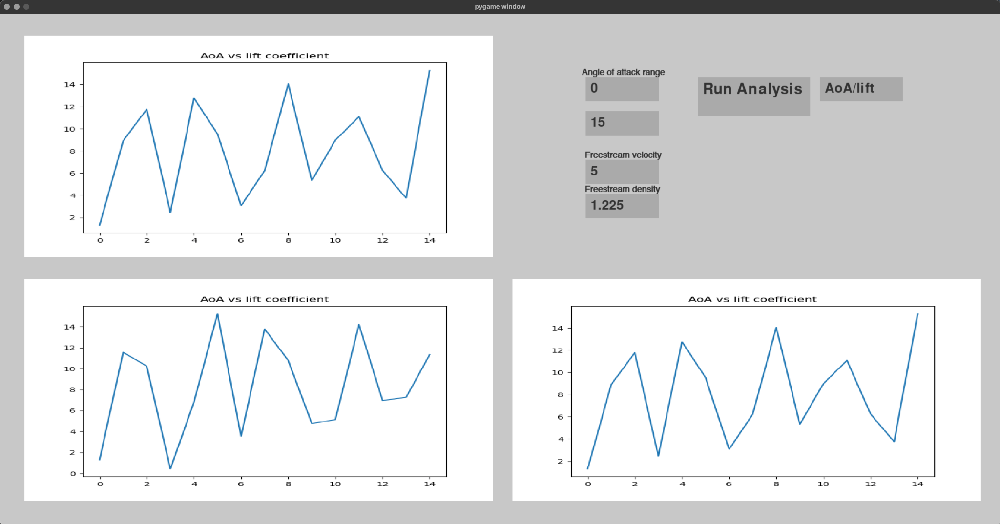 pygame window
AoA vs lift coefficient
14
12
10
8
6
4
2
0 2 4 6 8 10 12 14
Angle of attack range
0
15
Freestream velocity
5
Freestream density
1.225
Run Analysis
AoA/lift
AoA vs lift coefficient
14
12
10
8
6
4
2
0
0 2 4 6 8 10 12 14
AoA vs lift coefficient
14
12
10
8
6
4
2
0 2 4 6 8 10 12 14